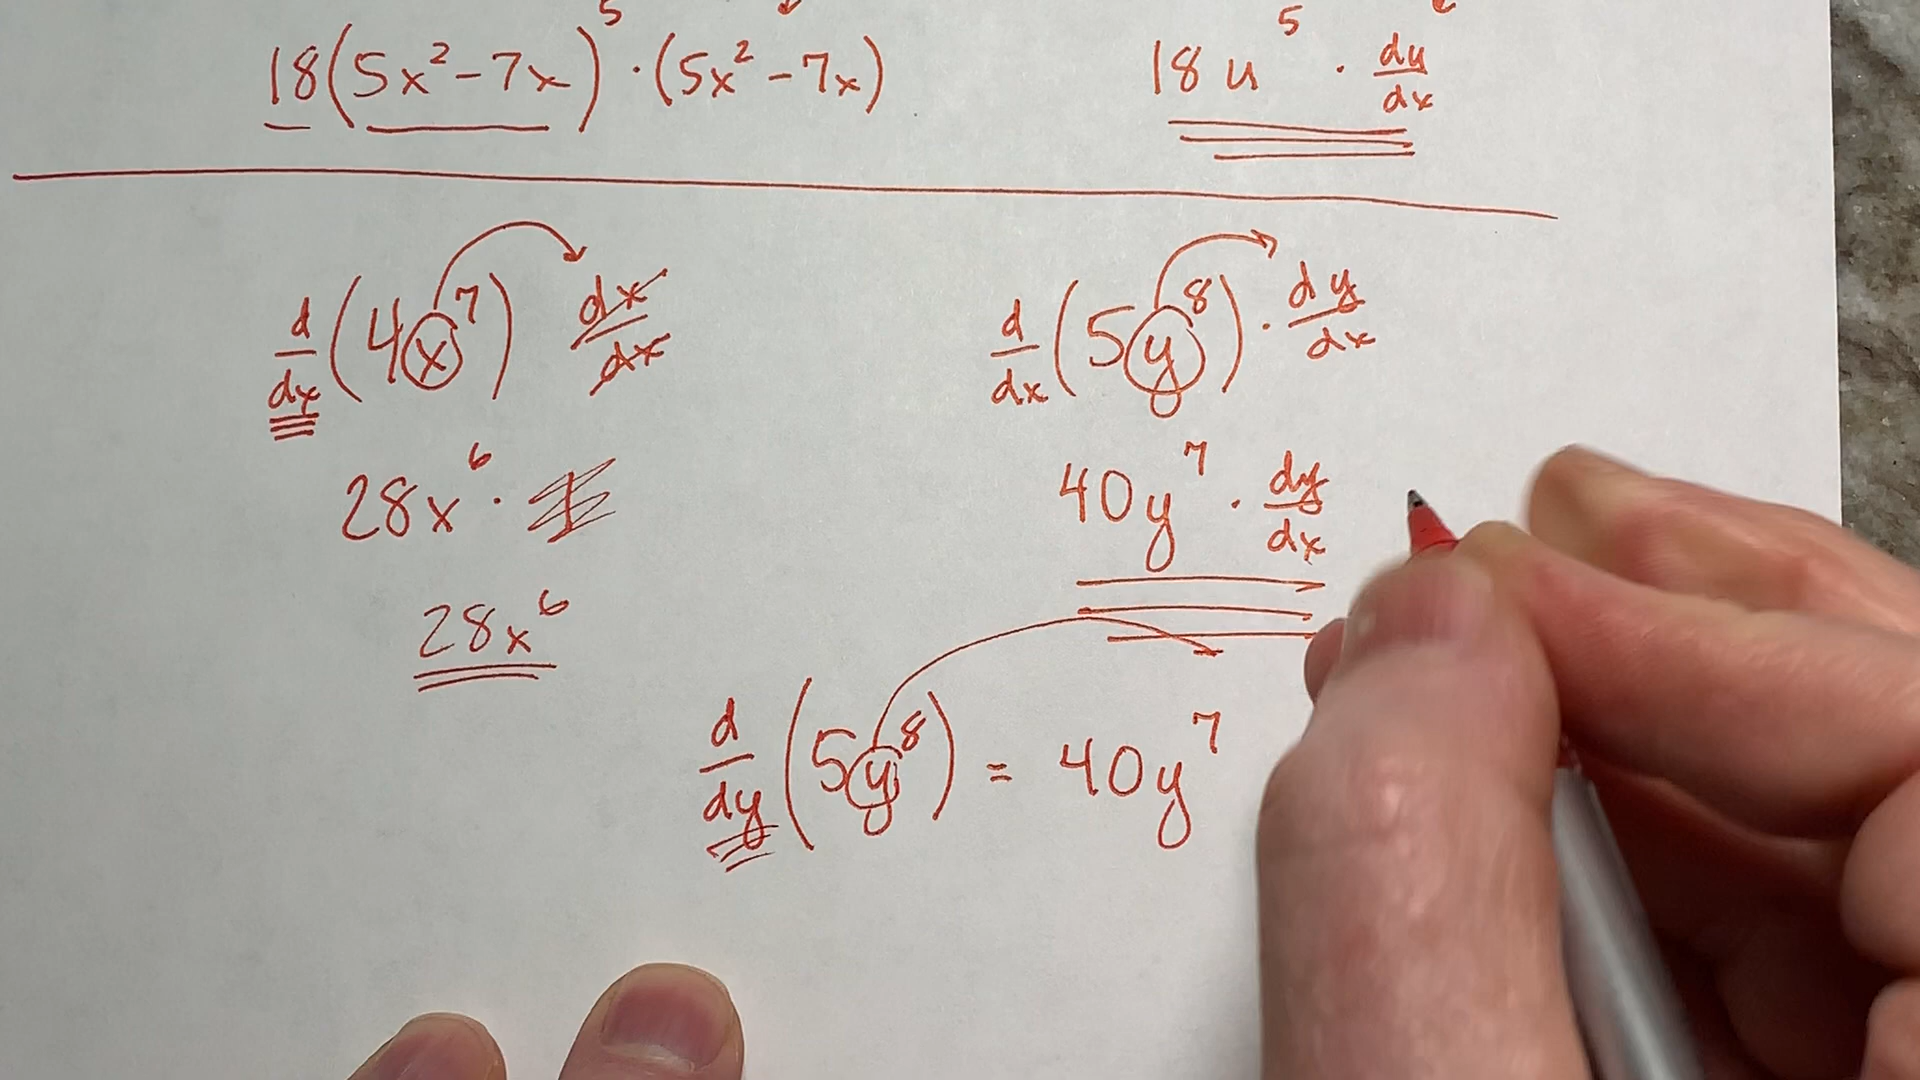 18(5x²-7x)⁵·(5x²-7x)
18u⁵ · du/dx
d/dx (4x⁷) dx/dx
28x⁶ · 1
28x⁶
d/dx (5y⁸) · dy/dx
40y⁷ · dy/dx
d/dy (5y⁸) = 40y⁷